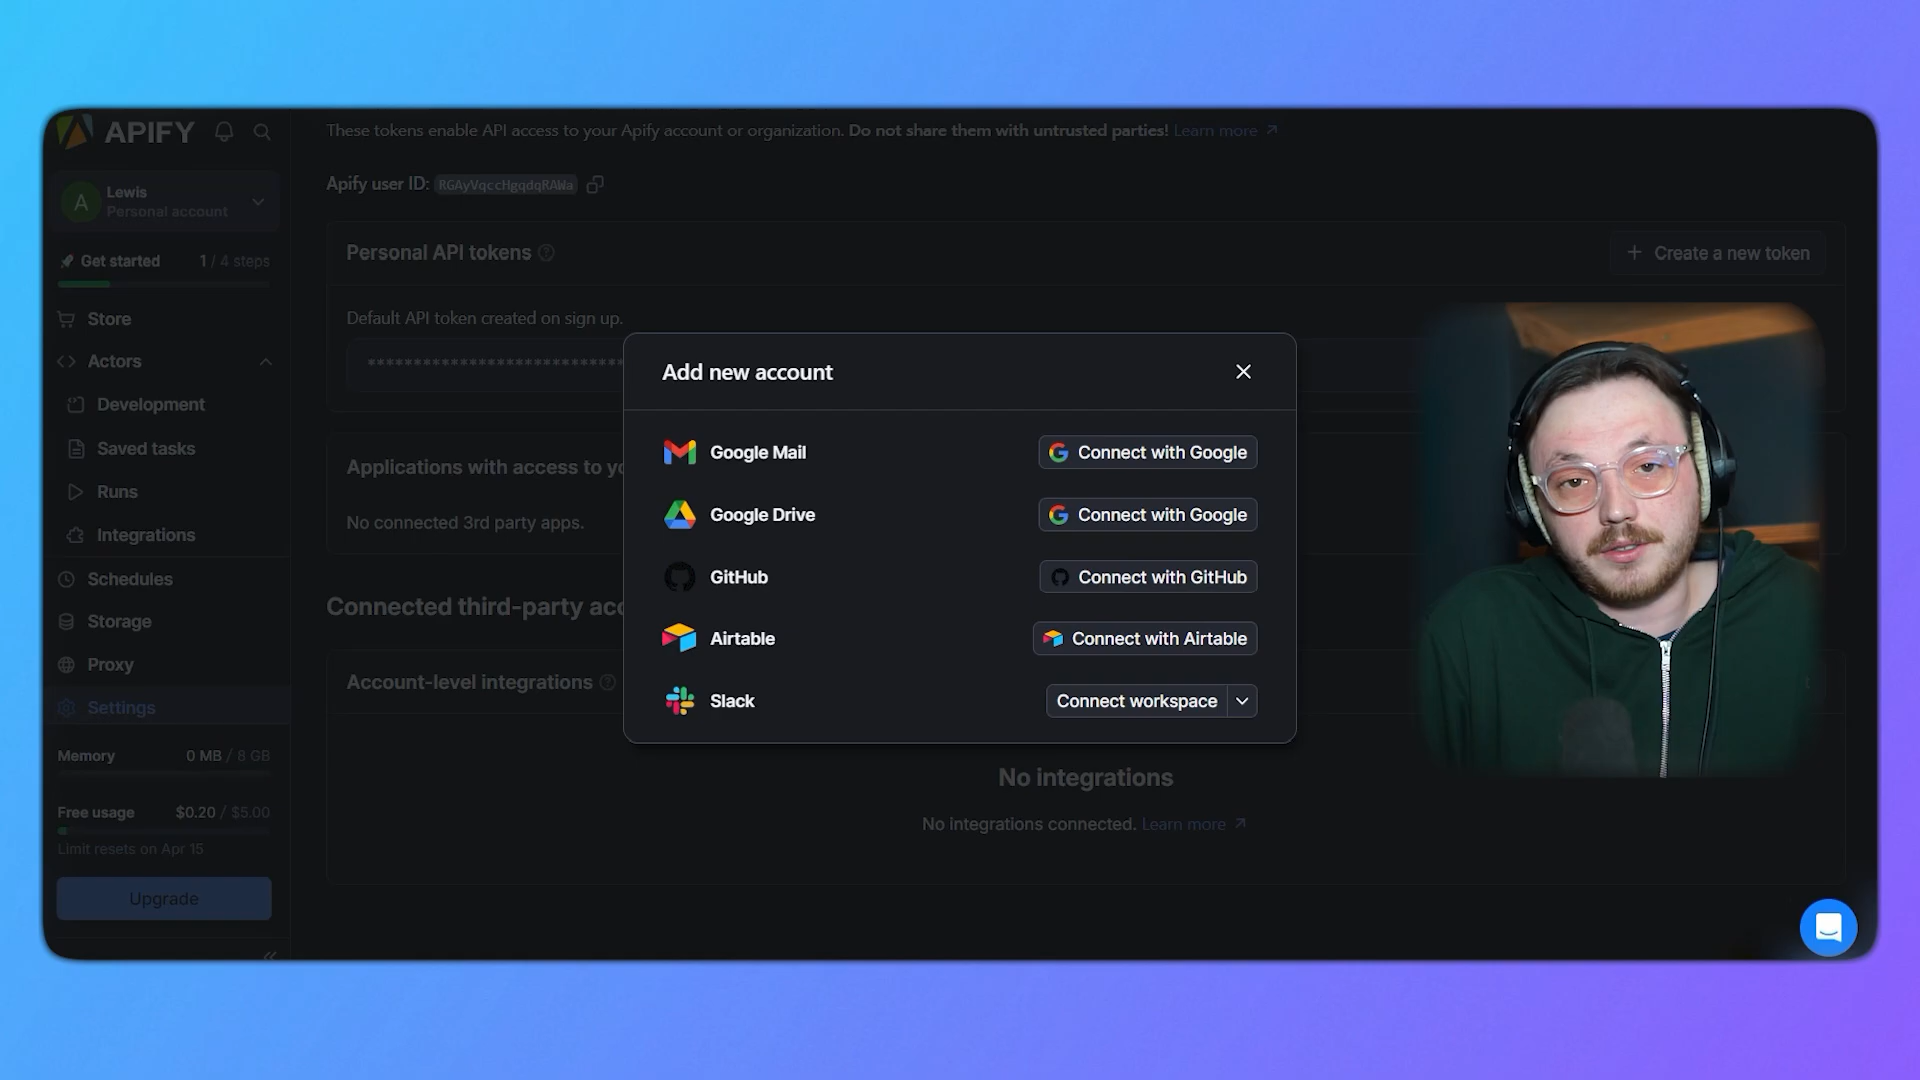 APIFY
Lewis
Personal account
A
Get started 1 / 4 steps
Store
Actors
Development
Saved tasks
Runs
Integrations
Schedules
Storage
Proxy
Settings
Memory 0 MB / 8 GB
Free usage $0.20 / $5.00
Limit resets on Apr 15
Upgrade
These tokens enable API access to your Apify account or organization. Do not share them with untrusted parties! Learn more
Apify user ID: RGAyVqccHgqdqRAWa
Personal API tokens
+ Create a new token
Default API token created on sign up.
****************************
Applications with access to yo
No connected 3rd party apps.
Connected third-party acc
Account-level integrations
No integrations
No integrations connected. Learn more
Add new account
Google Mail Connect with Google
Google Drive Connect with Google
GitHub Connect with GitHub
Airtable Connect with Airtable
Slack Connect workspace